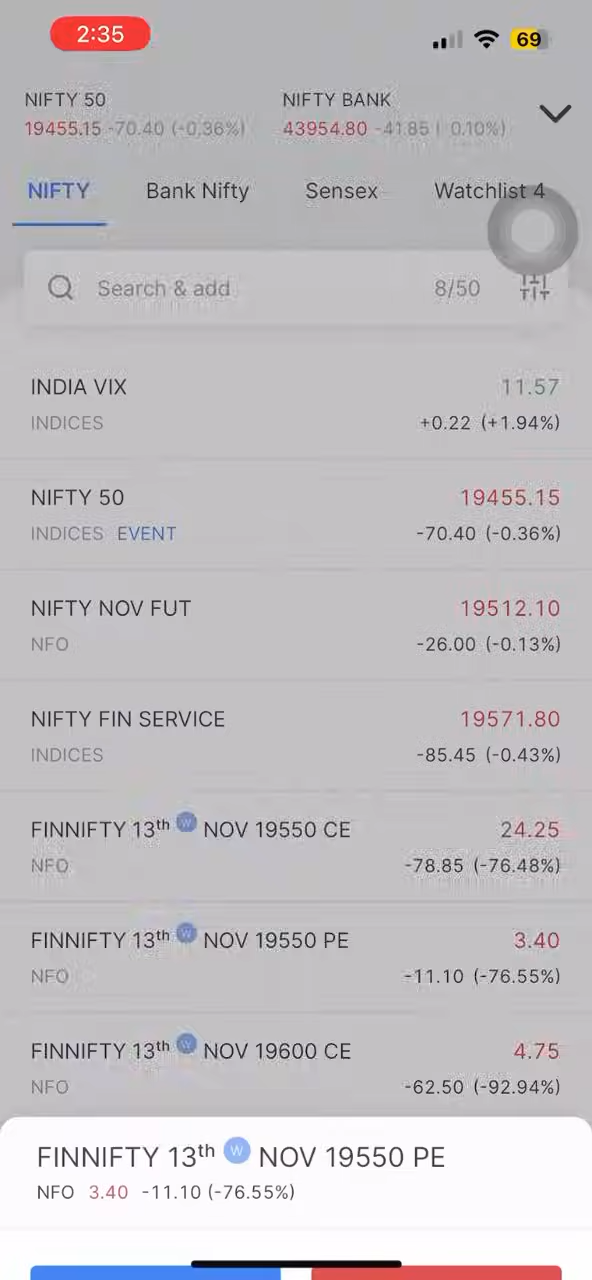 2:35
69
NIFTY 50
NIFTY BANK
19455.15 -70.40 (-0.36%)
43954.80 -41.85 ( 0.10%)
NIFTY
Bank Nifty
Sensex
Watchlist 4
Search & add
8/50
INDIA VIX
11.57
INDICES
+0.22 (+1.94%)
NIFTY 50
19455.15
INDICES EVENT
-70.40 (-0.36%)
NIFTY NOV FUT
19512.10
NFO
-26.00 (-0.13%)
NIFTY FIN SERVICE
19571.80
INDICES
-85.45 (-0.43%)
FINNIFTY 13th W NOV 19550 CE
24.25
NFO
-78.85 (-76.48%)
FINNIFTY 13th W NOV 19550 PE
3.40
NFO
-11.10 (-76.55%)
FINNIFTY 13th W NOV 19600 CE
4.75
NFO
-62.50 (-92.94%)
FINNIFTY 13th W NOV 19550 PE
NFO 3.40 -11.10 (-76.55%)